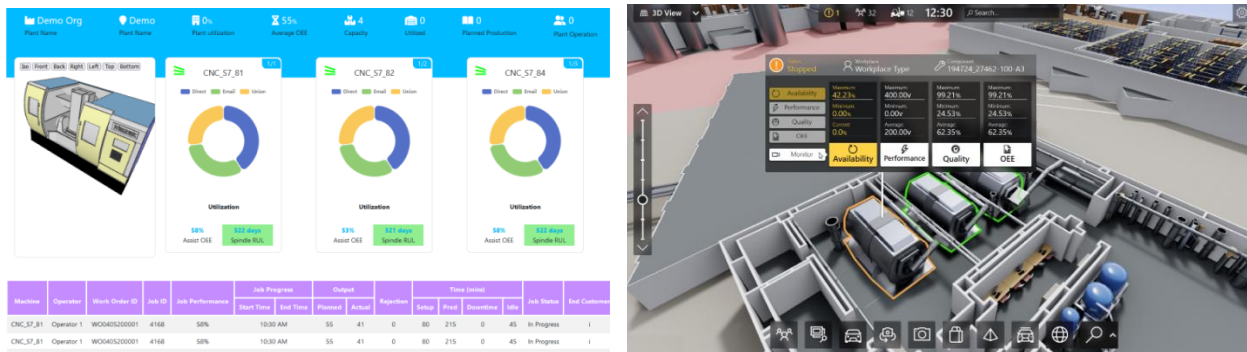 Demo Org
Plant Name
Demo
Plant Name
0%
Plant utilization
55%
Average OEE
4
Capacity
0
Utilized
0
Planned Production
0
Plant Operation
Iso Front Back Right Left Top Bottom
1/1
CNC_S7_81
Direct Email Union
Utilization
58% 522 days
Assist OEE Spindle RUL
1/2
CNC_S7_82
Direct Email Union
Utilization
53% 521 days
Assist OEE Spindle RUL
1/3
CNC_S7_84
Direct Email Union
Utilization
58% 522 days
Assist OEE Spindle RUL
Machine Operator Work Order ID Job ID Job Performance Job Progress Output Rejection Time (mins) Job Status End Customer
Start Time End Time Planned Actual Setup Prod Downtime Idle
CNC_S7_81 Operator 1 WO0405200001 4168 58% 10:30 AM 55 41 0 80 215 0 45 In Progress i
CNC_S7_81 Operator 1 WO0405200001 4168 58% 10:30 AM 55 41 0 80 215 0 45 In Progress i
3D View 1 32 12 12:30 Search...
Status
Stopped
Workplace
Workplace Type
Component
194724_27462-100-A3
Availability
Performance
Quality
OEE
Monitor
Maximum: 42.23% Maximum: 400.00v Maximum: 99.21% Maximum: 99.21%
Minimum: 0.00% Minimum: 0.00v Minimum: 24.53% Minimum: 24.53%
Current: 0.0% Average: 200.00v Average: 62.35% Average: 62.35%
Availability Performance Quality OEE